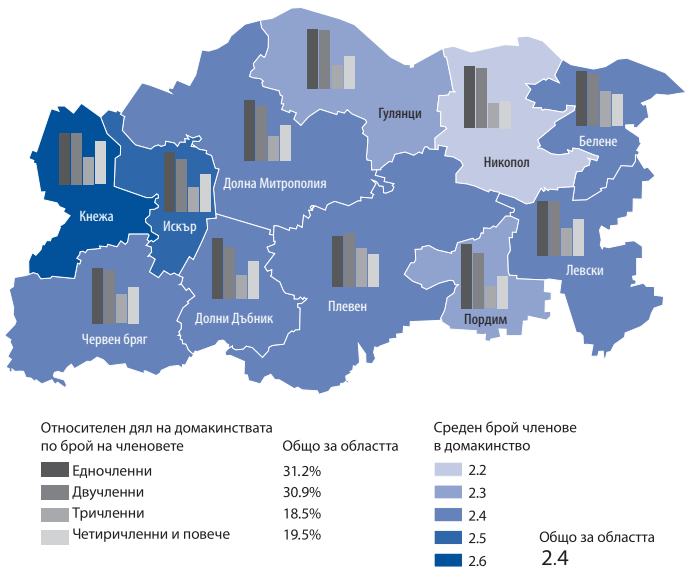 Гулянци
Никопол
Белене
Долна Митрополия
Кнежа
Искър
Левски
Плевен
Долни Дъбник
Пордим
Червен бряг
Относителен дял на домакинствата
по брой на членовете
Общо за областта
Едночленни 31.2%
Двучленни 30.9%
Тричленни 18.5%
Четиричленни и повече 19.5%
Среден брой членове
в домакинство
2.2
2.3
2.4
2.5
2.6
Общо за областта
2.4